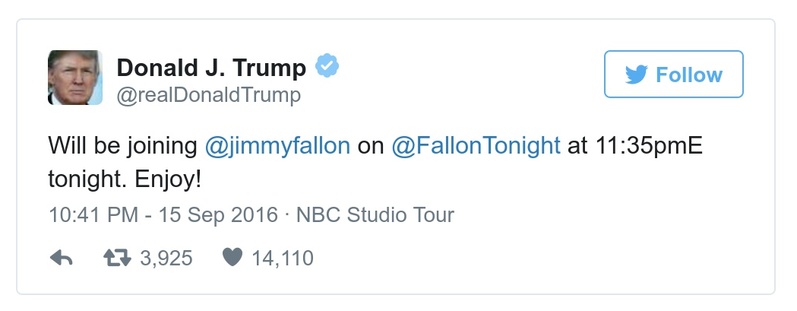 Donald J. Trump
@realDonaldTrump
Follow
Will be joining @jimmyfallon on @FallonTonight at 11:35pmE
tonight. Enjoy!
10:41 PM - 15 Sep 2016 · NBC Studio Tour
3,925 14,110